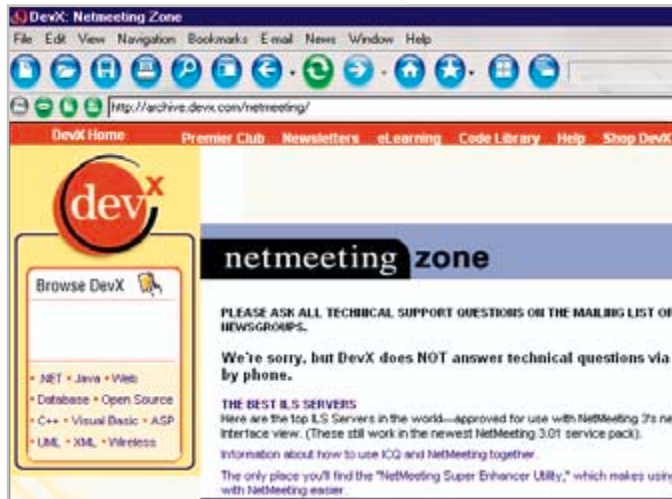 DevX: Netmeeting Zone
File Edit View Navigation Bookmarks E-mail News Window Help
http://archive.devx.com/netmeeting/
DevX Home Premier Club Newsletters eLearning Code Library Help Shop DevX
dev x
netmeeting zone
Browse DevX
• .NET • Java • Web
• Database • Open Source
• C++ • Visual Basic • ASP
• UML • XML • Wireless
PLEASE ASK ALL TECHNICAL SUPPORT QUESTIONS ON THE MAILING LIST OR
NEWSGROUPS.
We're sorry, but DevX does NOT answer technical questions via
by phone.
THE BEST ILS SERVERS
Here are the top ILS Servers in the world—approved for use with NetMeeting 3's ne
interface view. (These still work in the newest NetMeeting 3.01 service pack).
Information about how to use ICQ and NetMeeting together.
The only place you'll find the "NetMeeting Super Enhancer Utility," which makes usi
with NetMeeting easier.